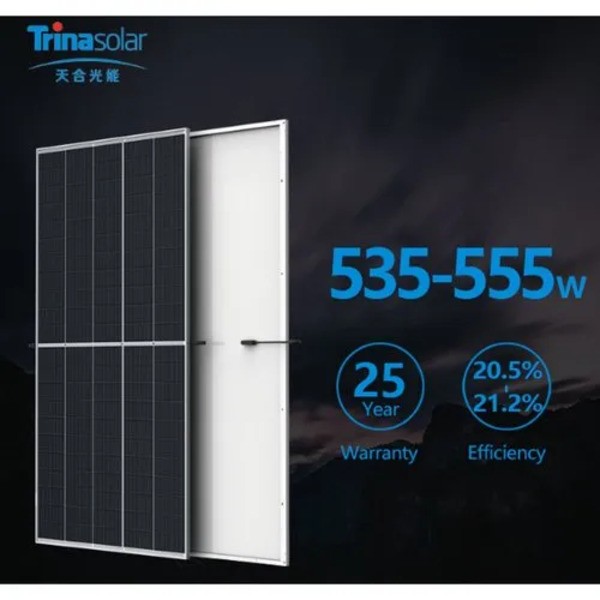 Trinasolar
天合光能
535-555W
25
Year
Warranty
20.5%
-
21.2%
Efficiency